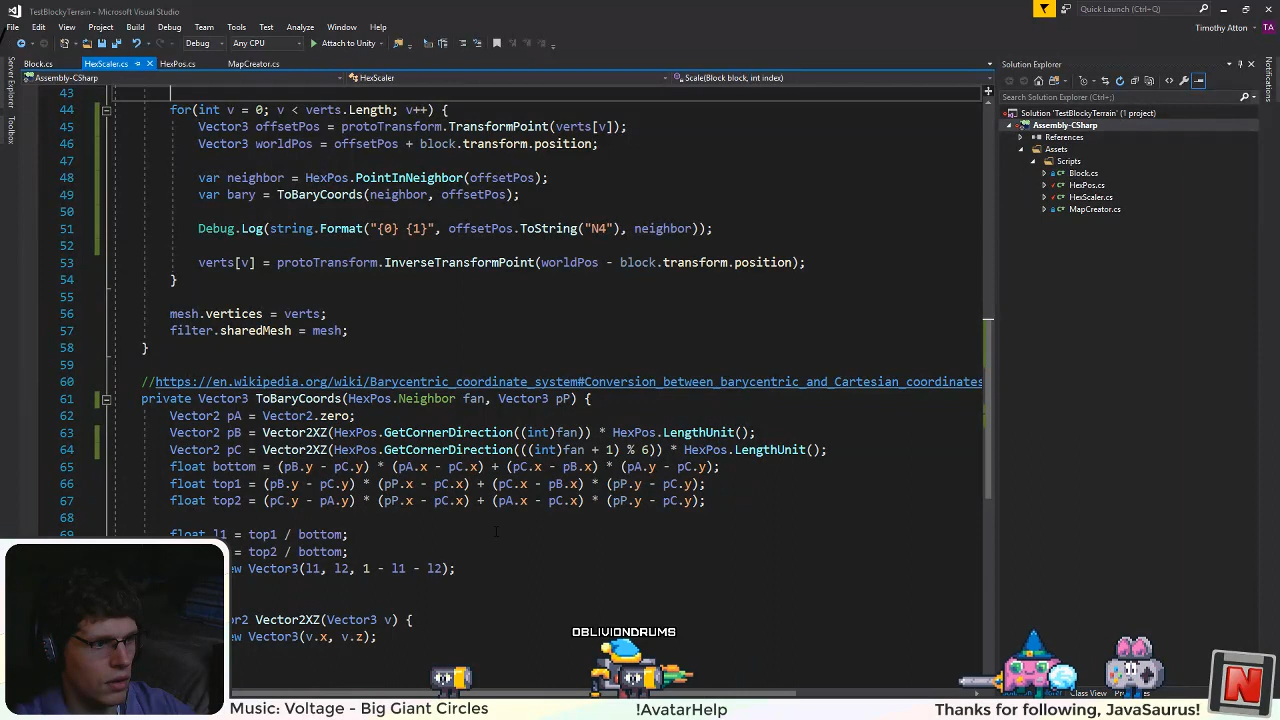 TestBlockyTerrain - Microsoft Visual Studio
Quick Launch (Ctrl+Q)
File Edit View Project Build Debug Team Tools Test Analyze Window Help
Timothy Atton TA
Debug Any CPU Attach to Unity
Server Explorer
Toolbox
Notifications
Block.cs HexScaler.cs HexPos.cs MapCreator.cs
Assembly-CSharp HexScaler Scale(Block block, int index)
Solution Explorer
Search Solution Explorer (Ctrl+;)
Solution 'TestBlockyTerrain' (1 project)
Assembly-CSharp
References
Assets
Scripts
Block.cs
HexPos.cs
HexScaler.cs
MapCreator.cs
43
44 for(int v = 0; v < verts.Length; v++) {
45 Vector3 offsetPos = protoTransform.TransformPoint(verts[v]);
46 Vector3 worldPos = offsetPos + block.transform.position;
47
48 var neighbor = HexPos.PointInNeighbor(offsetPos);
49 var bary = ToBaryCoords(neighbor, offsetPos);
50
51 Debug.Log(string.Format("{0} {1}", offsetPos.ToString("N4"), neighbor));
52
53 verts[v] = protoTransform.InverseTransformPoint(worldPos - block.transform.position);
54 }
55
56 mesh.vertices = verts;
57 filter.sharedMesh = mesh;
58 }
59
60 //https://en.wikipedia.org/wiki/Barycentric_coordinate_system#Conversion_between_barycentric_and_Cartesian_coordinates
61 private Vector3 ToBaryCoords(HexPos.Neighbor fan, Vector3 pP) {
62 Vector2 pA = Vector2.zero;
63 Vector2 pB = Vector2XZ(HexPos.GetCornerDirection((int)fan)) * HexPos.LengthUnit();
64 Vector2 pC = Vector2XZ(HexPos.GetCornerDirection(((int)fan + 1) % 6)) * HexPos.LengthUnit();
65 float bottom = (pB.y - pC.y) * (pA.x - pC.x) + (pC.x - pB.x) * (pA.y - pC.y);
66 float top1 = (pB.y - pC.y) * (pP.x - pC.x) + (pC.x - pB.x) * (pP.y - pC.y);
67 float top2 = (pC.y - pA.y) * (pP.x - pC.x) + (pA.x - pC.x) * (pP.y - pC.y);
68
69 float l1 = top1 / bottom;
= top2 / bottom;
Vector3(l1, l2, 1 - l1 - l2);
Vector2XZ(Vector3 v) {
Vector3(v.x, v.z);
OBLIVIONDRUMS
Class View
Music: Voltage - Big Giant Circles
!AvatarHelp
Thanks for following, JavaSaurus!
N